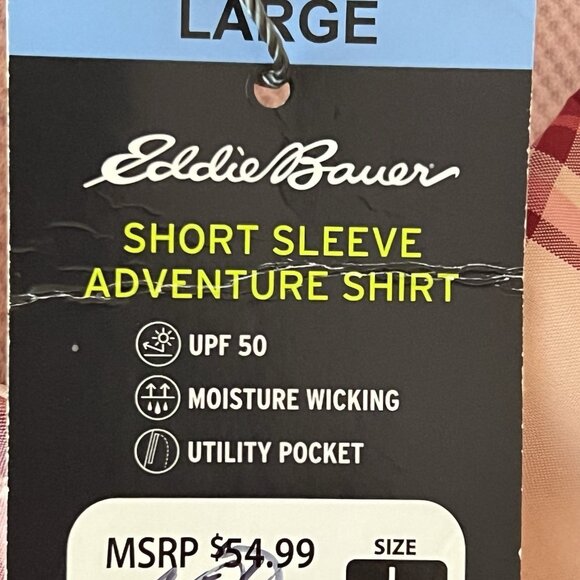 LARGE
Eddie Bauer
SHORT SLEEVE
ADVENTURE SHIRT
UPF 50
MOISTURE WICKING
UTILITY POCKET
MSRP $54.99
SIZE
L